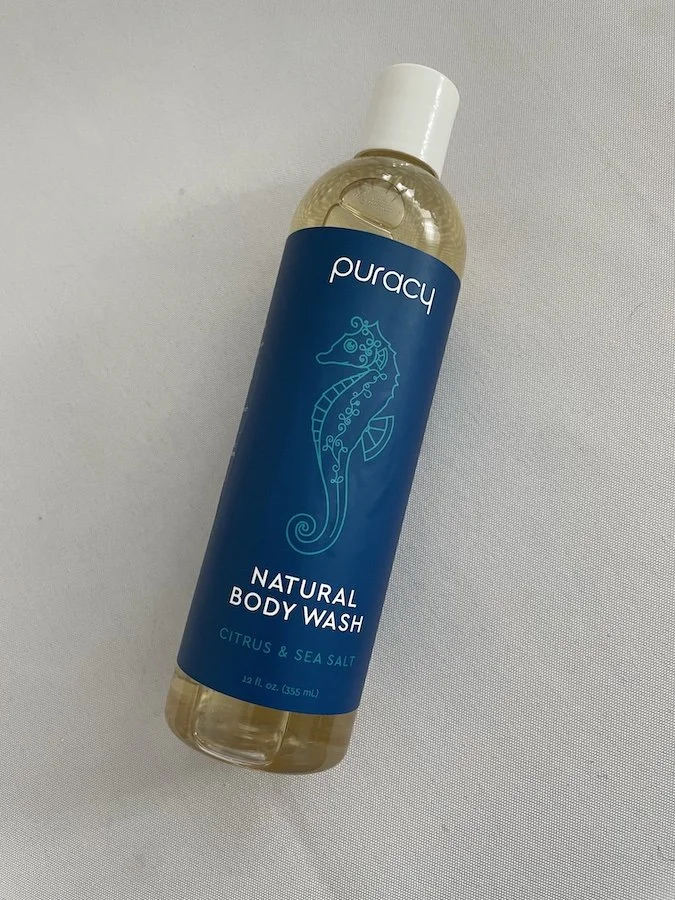 puracy
NATURAL
BODY WASH
CITRUS & SEA SALT
12 fl. oz. (355 mL)